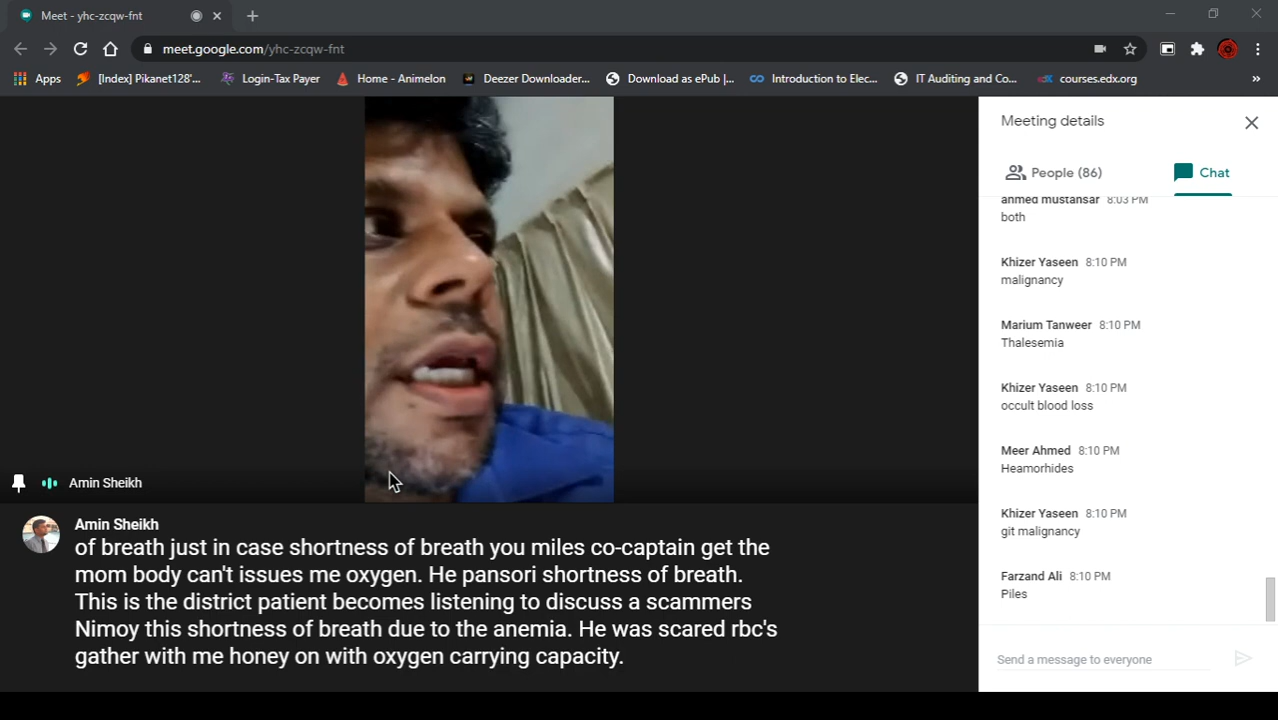 Meet - yhc-zcqw-fnt
meet.google.com/yhc-zcqw-fnt
Apps
[Index] Pikanet128'...
Login-Tax Payer
Home - Animelon
Deezer Downloader...
Download as ePub |...
Introduction to Elec...
IT Auditing and Co...
courses.edx.org
»
Meeting details
People (86)
Chat
ahmed mustansar 8:03 PM
both
Khizer Yaseen 8:10 PM
malignancy
Marium Tanweer 8:10 PM
Thalesemia
Khizer Yaseen 8:10 PM
occult blood loss
Meer Ahmed 8:10 PM
Heamorhides
Khizer Yaseen 8:10 PM
git malignancy
Farzand Ali 8:10 PM
Piles
Send a message to everyone
Amin Sheikh
Amin Sheikh
of breath just in case shortness of breath you miles co-captain get the
mom body can't issues me oxygen. He pansori shortness of breath.
This is the district patient becomes listening to discuss a scammers
Nimoy this shortness of breath due to the anemia. He was scared rbc's
gather with me honey on with oxygen carrying capacity.